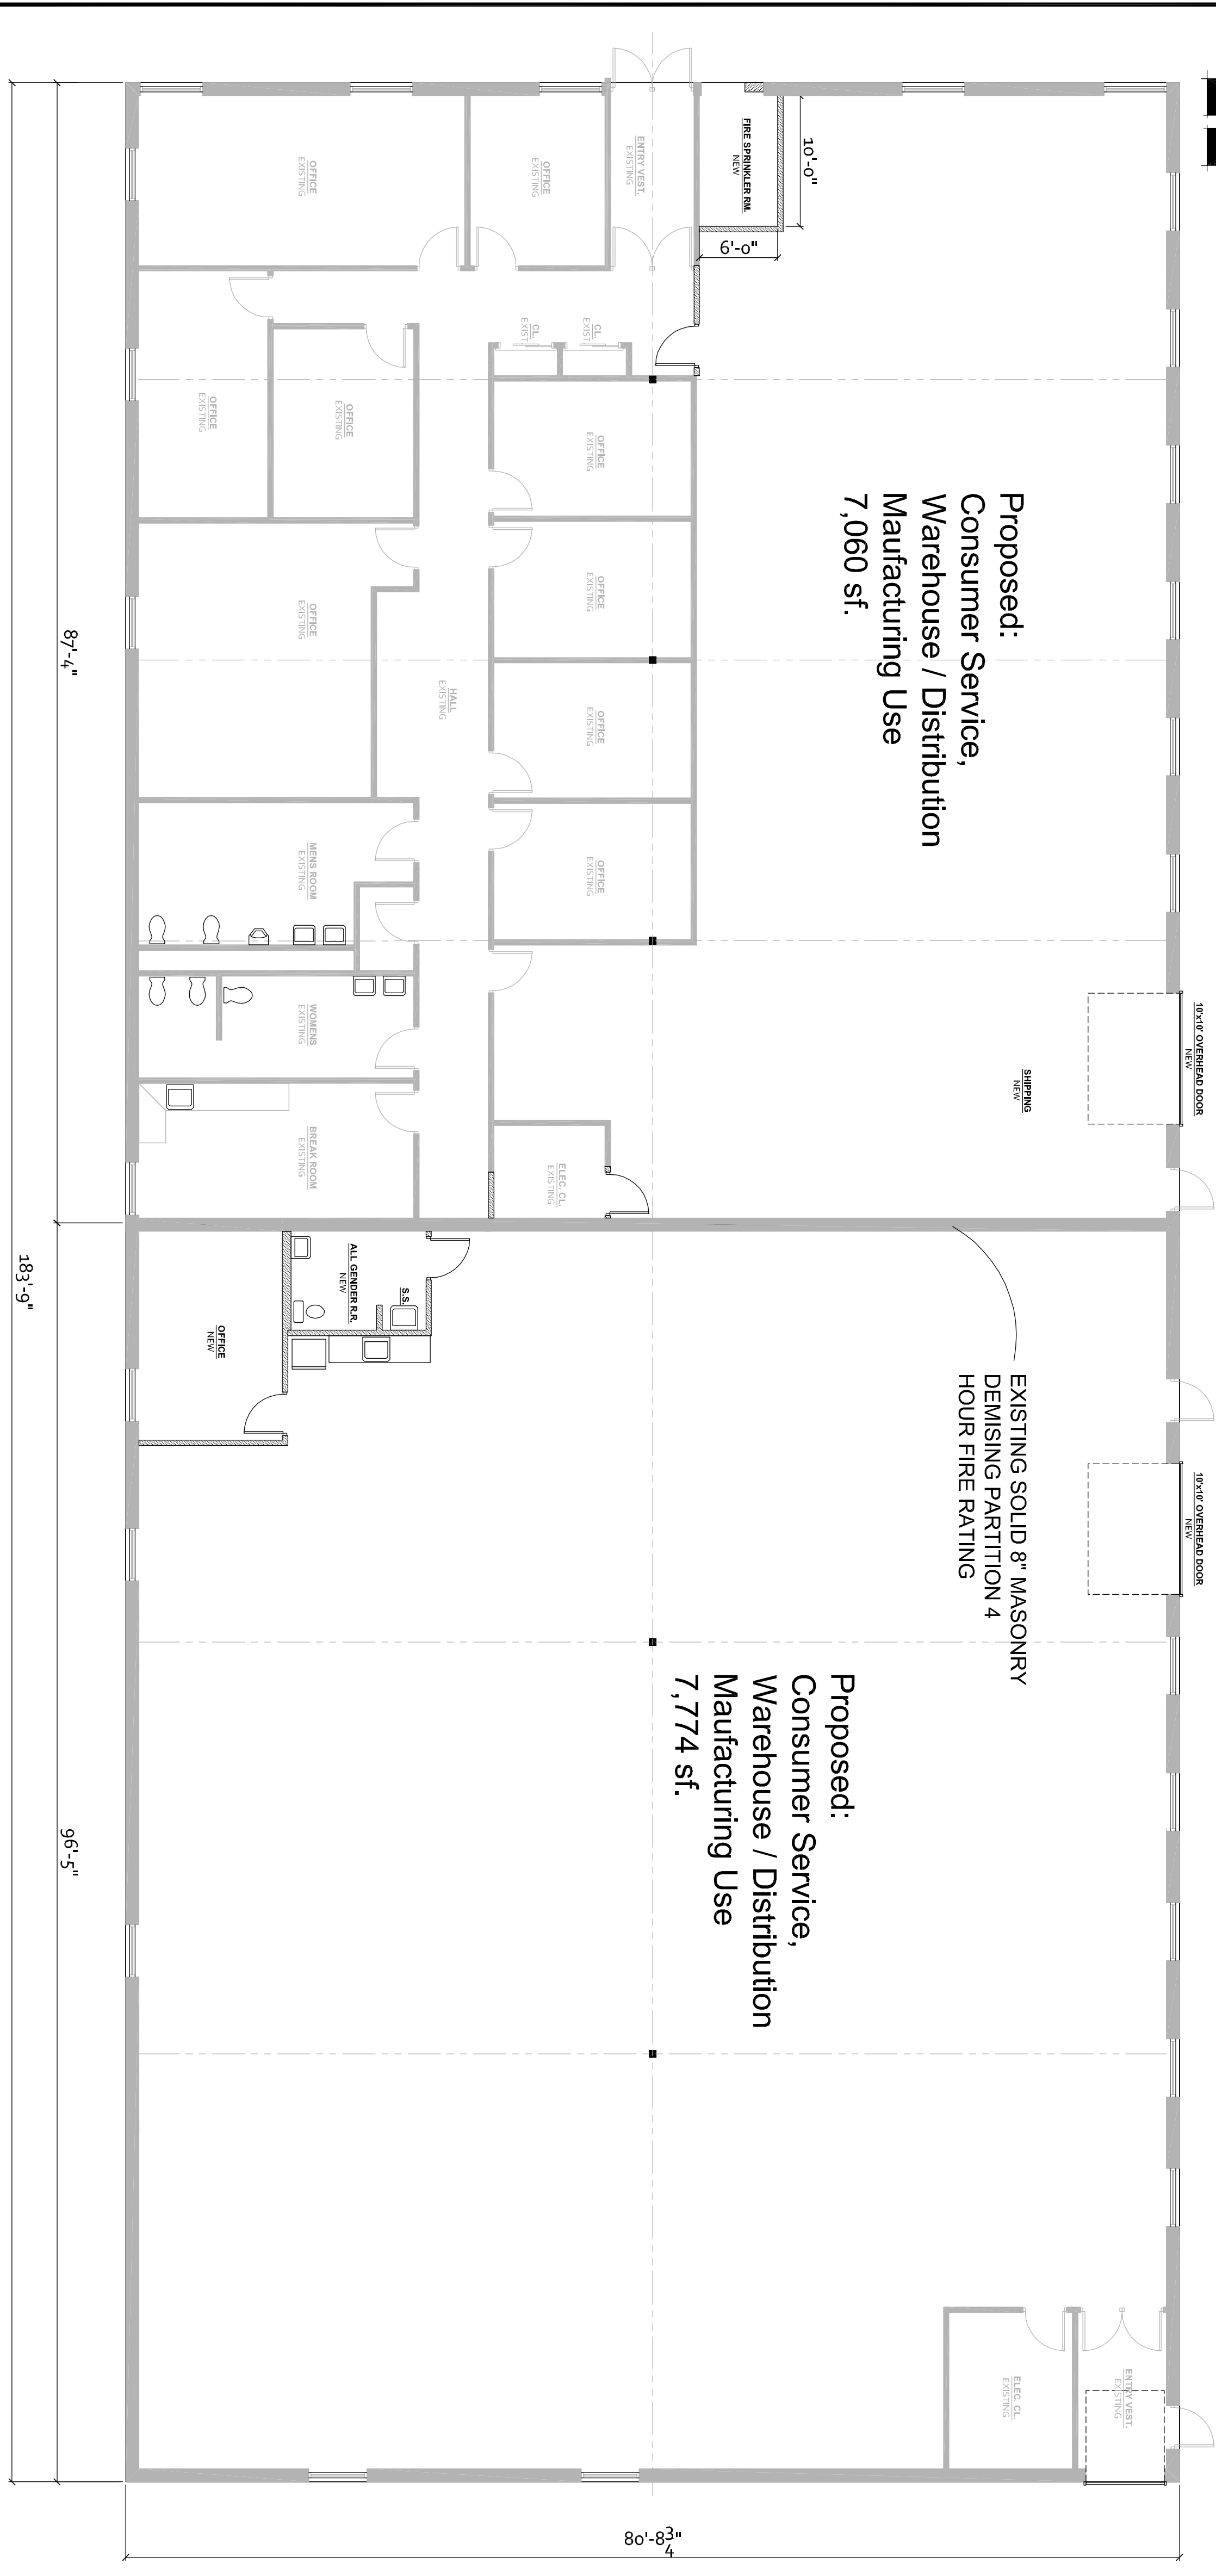 FIRE SPRINKLER RM.
NEW
10'-0"
6'-0"
ENTRY VEST.
EXISTING
OFFICE
EXISTING
OFFICE
EXISTING
CL.
EXIST
CL.
EXIST
OFFICE
EXISTING
OFFICE
EXISTING
OFFICE
EXISTING
OFFICE
EXISTING
OFFICE
EXISTING
OFFICE
EXISTING
OFFICE
EXISTING
HALL
EXISTING
Proposed:
Consumer Service,
Warehouse / Distribution
Maufacturing Use
7,060 sf.
MENS ROOM
EXISTING
WOMENS
EXISTING
BREAK ROOM
EXISTING
ELEC. CL.
EXISTING
SHIPPING
NEW
10'x10' OVERHEAD DOOR
NEW
87'-4"
183'-9"
ALL GENDER R.R.
NEW
S.S.
OFFICE
NEW
EXISTING SOLID 8" MASONRY
DEMISING PARTITION 4
HOUR FIRE RATING
10'x10' OVERHEAD DOOR
NEW
Proposed:
Consumer Service,
Warehouse / Distribution
Maufacturing Use
7,774 sf.
96'-5"
ENTRY VEST.
EXISTING
ELEC. CL.
EXISTING
80'-8 3/4"